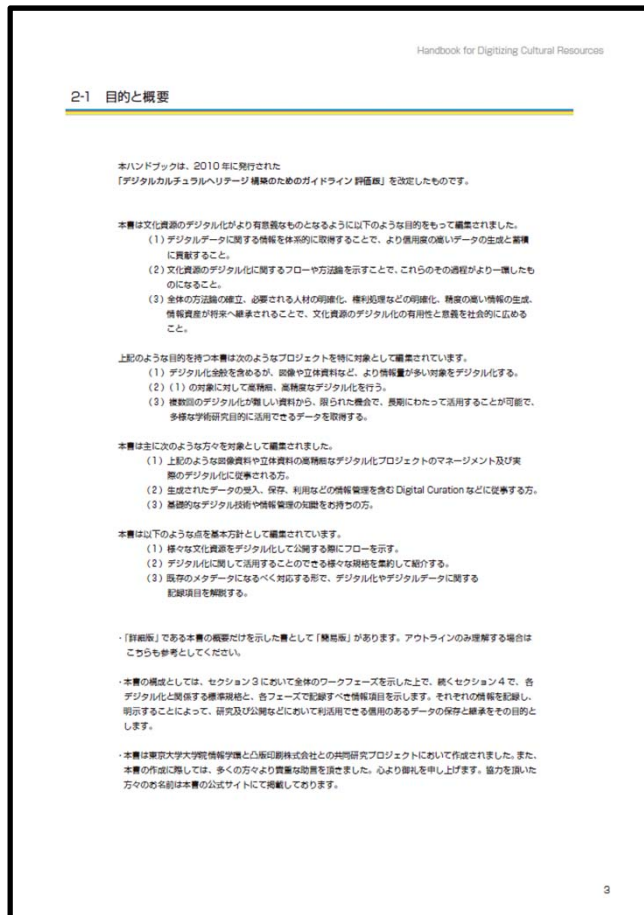 Handbook for Digitizing Cultural Resources
2-1 目的と概要
本ハンドブックは、2010 年に発行された
「デジタルカルチュラルヘリテージ構築のためのガイドライン 評価版」を改定したものです。
本書は文化資源のデジタル化がより有意義なものとなるように以下のような目的をもって編集されました。
(1)デジタルデータに関する情報を体系的に取得することで、より信用度の高いデータの生成と蓄積
に貢献すること。
(2)文化資源のデジタル化に関するフローや方法論を示すことで、これらのその過程がより一環したも
のになること。
(3)全体の方法論の確立、必要される人材の明確化、権利処理などの明確化、精度の高い情報の生成、
情報資産が将来へ継承されることで、文化資源のデジタル化の有用性と意義を社会的に広める
こと。
上記のような目的を持つ本書は次のようなプロジェクトを特に対象として編集されています。
(1)デジタル化全般を含めるが、図像や立体資料など、より情報量が多い対象をデジタル化する。
(2)(1)の対象に対して高精細、高精度なデジタル化を行う。
(3)複数回のデジタル化が難しい資料から、限られた機会で、長期にわたって活用することが可能で、
多様な学術研究目的に活用できるデータを取得する。
本書は主に次のような方々を対象として編集されました。
(1)上記のような図像資料や立体資料の高精細なデジタル化プロジェクトのマネージメント及び実
際のデジタル化に従事される方。
(2)生成されたデータの受入、保存、利用などの情報管理を含む Digital Curation などに従事する方。
(3)基礎的なデジタル技術や情報管理の知識をお持ちの方。
本書は以下のような点を基本方針として編集されています。
(1)様々な文化資源をデジタル化して公開する際にフローを示す。
(2)デジタル化に関して活用することのできる様々な規格を集約して紹介する。
(3)既存のメタデータになるべく対応する形で、デジタル化やデジタルデータに関する
記録項目を解説する。
・「詳細版」である本書の概要だけを示した書として「簡易版」があります。アウトラインのみ理解する場合は
こちらも参考としてください。
・本書の構成としては、セクション 3 において全体のワークフェーズを示した上で、続くセクション 4 で、各
デジタル化と関係する標準規格と、各フェーズで記録すべき情報項目を示します。それぞれの情報を記録し、
明示することによって、研究及び公開などにおいて利活用できる信用のあるデータの保存と継承をその目的と
します。
・本書は東京大学大学院情報学環と凸版印刷株式会社との共同研究プロジェクトにおいて作成されました。また、
本書の作成に際しては、多くの方々より貴重な助言を頂きました。心より御礼を申し上げます。協力を頂いた
方々のお名前は本書の公式サイトにて掲載しております。
3